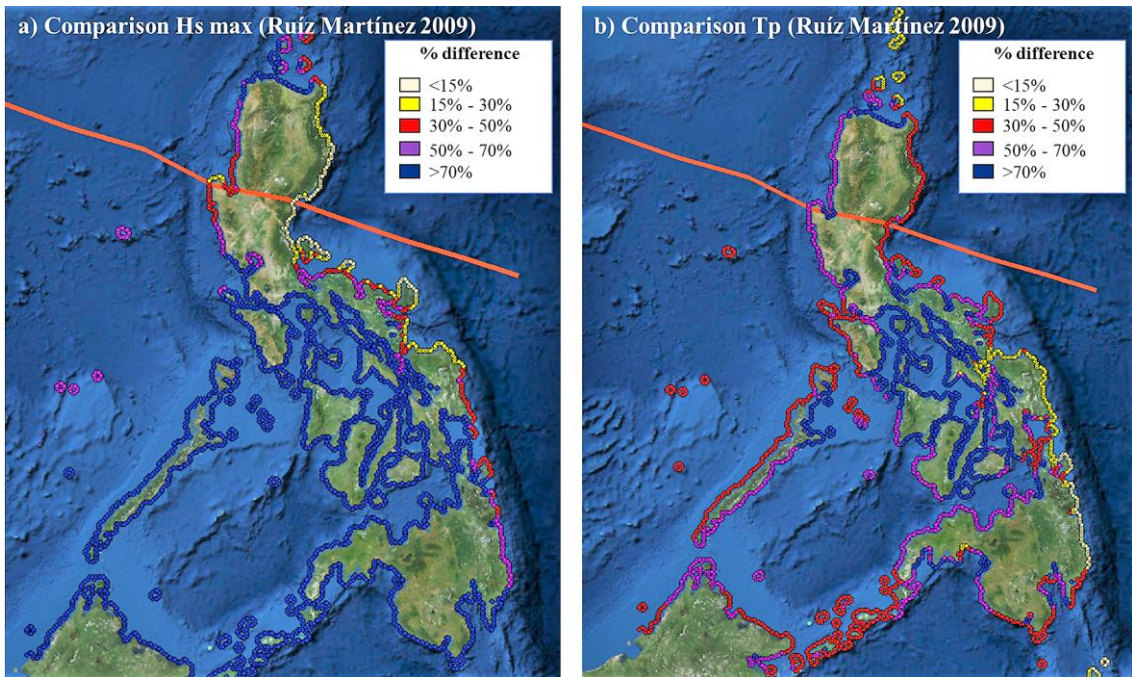 a) Comparison Hs max (Ruíz Martínez 2009)
% difference
<15%
15% - 30%
30% - 50%
50% - 70%
>70%
b) Comparison Tp (Ruíz Martínez 2009)
% difference
<15%
15% - 30%
30% - 50%
50% - 70%
>70%